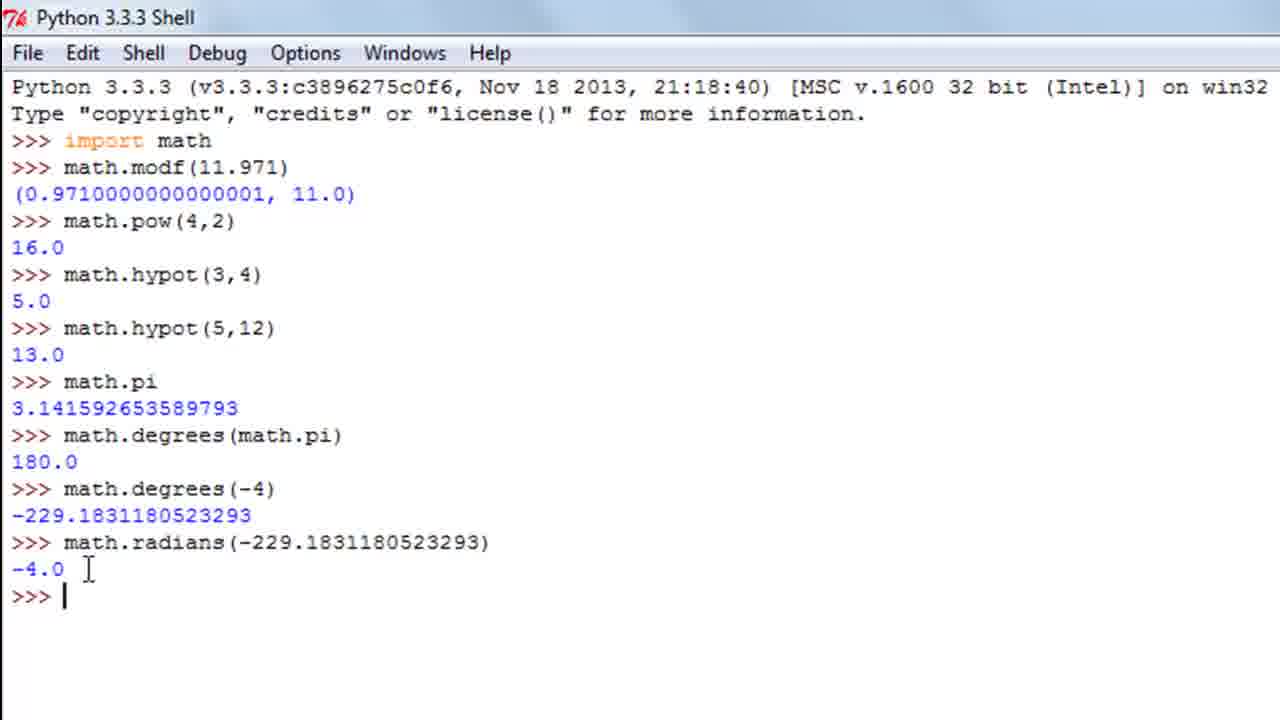 Python 3.3.3 Shell
File Edit Shell Debug Options Windows Help
Python 3.3.3 (v3.3.3:c3896275c0f6, Nov 18 2013, 21:18:40) [MSC v.1600 32 bit (Intel)] on win32
Type "copyright", "credits" or "license()" for more information.
>>> import math
>>> math.modf(11.971)
(0.9710000000000001, 11.0)
>>> math.pow(4,2)
16.0
>>> math.hypot(3,4)
5.0
>>> math.hypot(5,12)
13.0
>>> math.pi
3.141592653589793
>>> math.degrees(math.pi)
180.0
>>> math.degrees(-4)
-229.1831180523293
>>> math.radians(-229.1831180523293)
-4.0
>>>